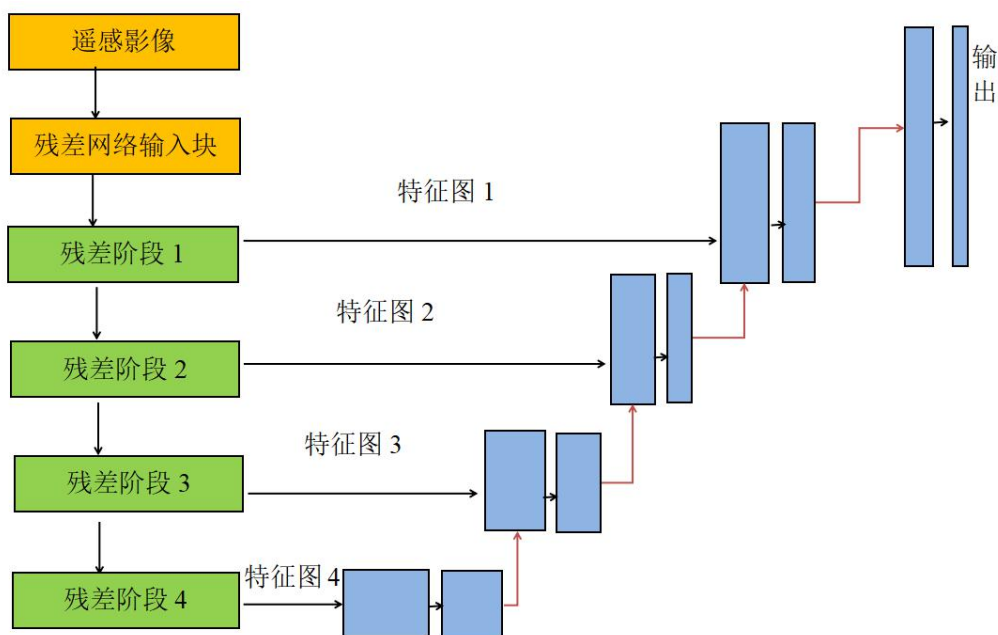 遥感影像
残差网络输入块
残差阶段 1
残差阶段 2
残差阶段 3
残差阶段 4
特征图 1
特征图 2
特征图 3
特征图 4
输
出